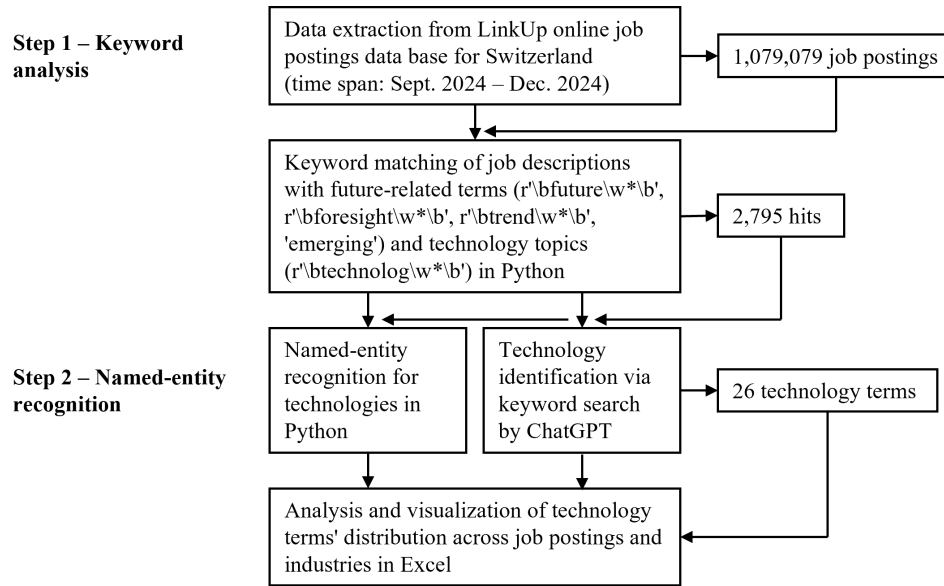 Step 1 – Keyword
analysis
Data extraction from LinkUp online job
postings data base for Switzerland
(time span: Sept. 2024 – Dec. 2024)
1,079,079 job postings
Keyword matching of job descriptions
with future-related terms (r'\bfuture\w*\b',
r'\bforesight\w*\b', r'\btrend\w*\b',
'emerging') and technology topics
(r'\btechnolog\w*\b') in Python
2,795 hits
Step 2 – Named-entity
recognition
Named-entity
recognition for
technologies in
Python
Technology
identification via
keyword search
by ChatGPT
26 technology terms
Analysis and visualization of technology
terms' distribution across job postings and
industries in Excel